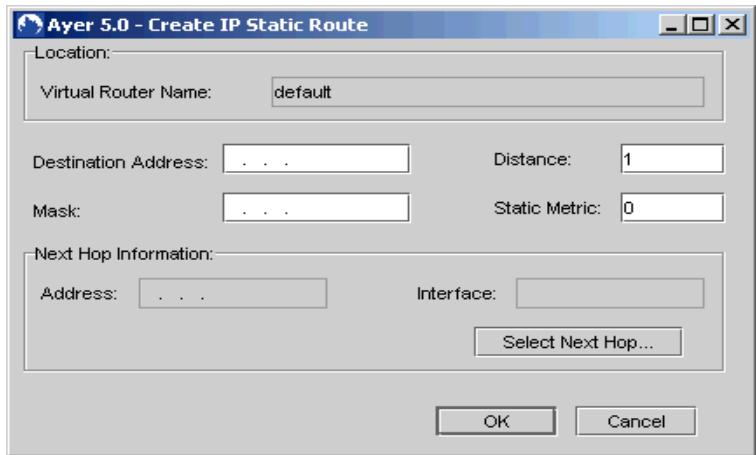 Ayer 5.0 - Create IP Static Route
Location:
Virtual Router Name: default
Destination Address: . . . Distance: 1
Mask: . . . Static Metric: 0
Next Hop Information:
Address: . . . Interface:
Select Next Hop...
OK Cancel